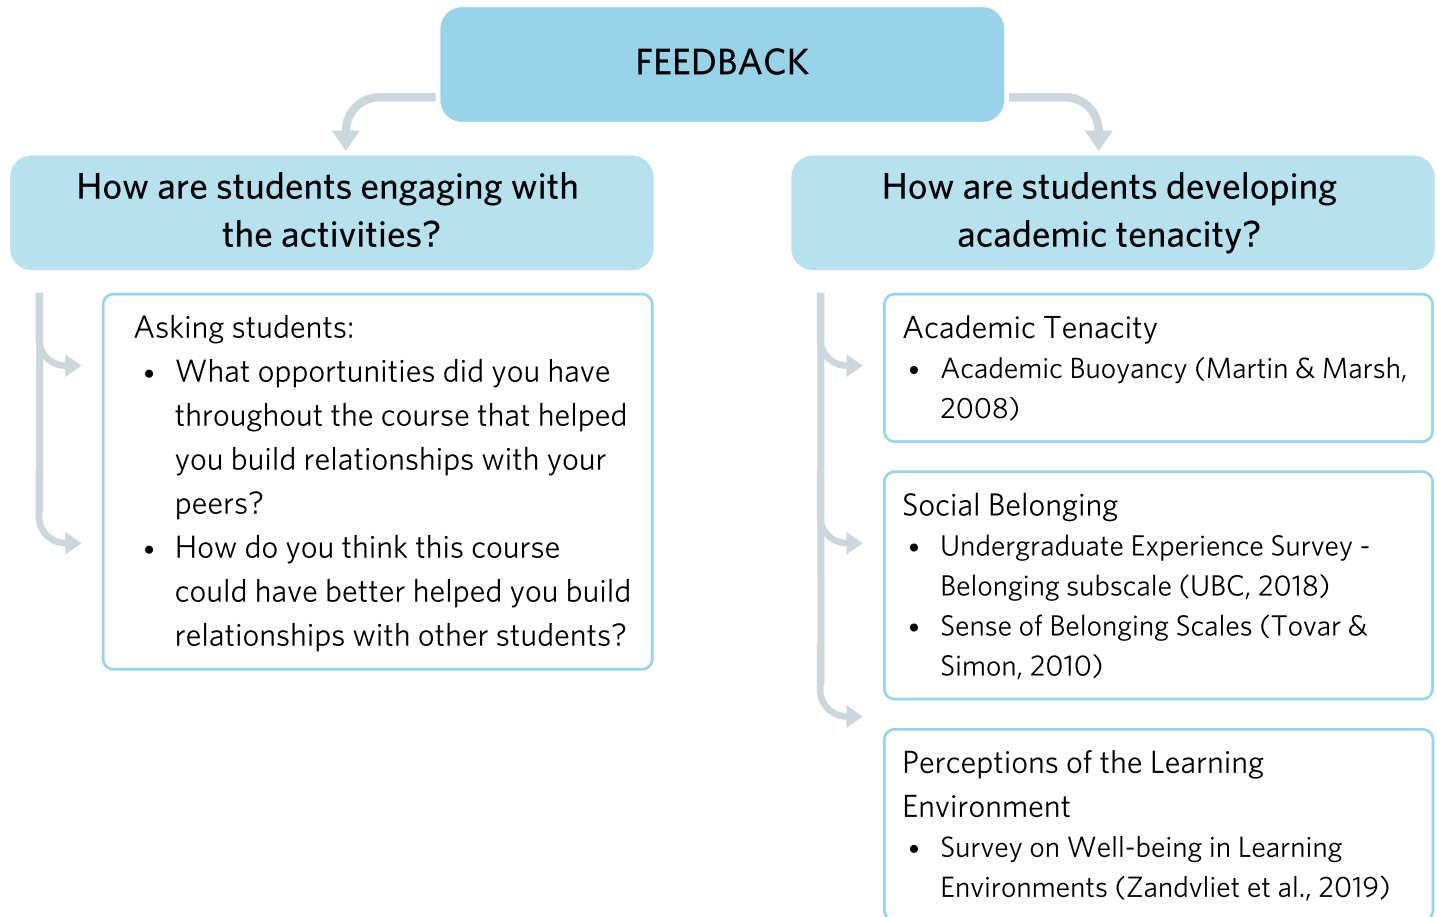 FEEDBACK
How are students engaging with
the activities?
Asking students:
• What opportunities did you have
throughout the course that helped
you build relationships with your
peers?
• How do you think this course
could have better helped you build
relationships with other students?
How are students developing
academic tenacity?
Academic Tenacity
• Academic Buoyancy (Martin & Marsh,
2008)
Social Belonging
• Undergraduate Experience Survey -
Belonging subscale (UBC, 2018)
• Sense of Belonging Scales (Tovar &
Simon, 2010)
Perceptions of the Learning
Environment
• Survey on Well-being in Learning
Environments (Zandvliet et al., 2019)